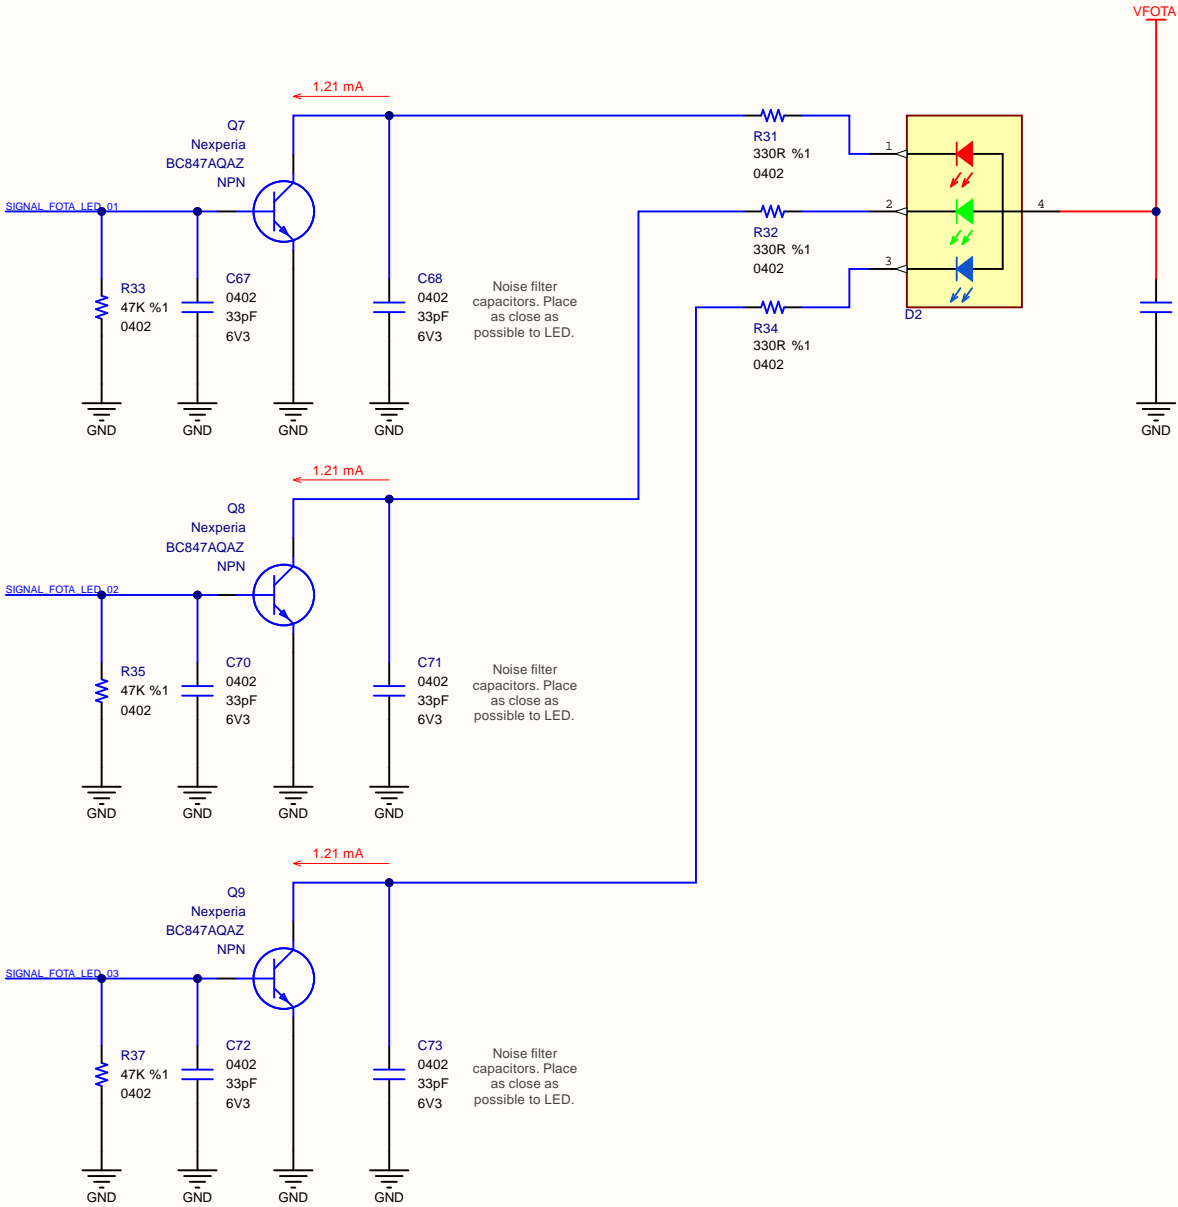 VFOTA
1.21 mA
Q7
Nexperia
BC847AQAZ
NPN
SIGNAL_FOTA_LED_01
R33
47K %1
0402
C67
0402
33pF
6V3
C68
0402
33pF
6V3
Noise filter
capacitors. Place
as close as
possible to LED.
GND
GND
GND
GND
R31
330R %1
0402
R32
330R %1
0402
R34
330R %1
0402
1
2
3
4
D2
GND
1.21 mA
Q8
Nexperia
BC847AQAZ
NPN
SIGNAL_FOTA_LED_02
R35
47K %1
0402
C70
0402
33pF
6V3
C71
0402
33pF
6V3
Noise filter
capacitors. Place
as close as
possible to LED.
GND
GND
GND
GND
1.21 mA
Q9
Nexperia
BC847AQAZ
NPN
SIGNAL_FOTA_LED_03
R37
47K %1
0402
C72
0402
33pF
6V3
C73
0402
33pF
6V3
Noise filter
capacitors. Place
as close as
possible to LED.
GND
GND
GND
GND